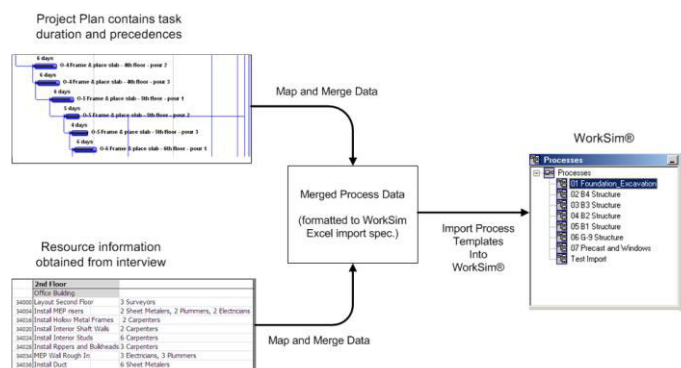 Project Plan contains task
duration and precedences
6 days
O-4 Frame & place slab - 4th floor - pour 2
6 days
O-4 Frame & place slab - 4th floor - pour 3
6 days
O-5 Frame & place slab - 5th floor - pour 1
5 days
O-5 Frame & place slab - 5th floor - pour 2
6 days
O-5 Frame & place slab - 5th floor - pour 3
6 days
O-6 Frame & place slab - 6th floor - pour 1
Map and Merge Data
Merged Process Data
(formatted to WorkSim
Excel import spec.)
Import Process
Templates
Into
WorkSim®
WorkSim®
Processes
Processes
01 Foundation_Excavation
02 B4 Structure
03 B3 Structure
04 B2 Structure
05 B1 Structure
06 G-9 Structure
07 Precast and Windows
Test Import
Resource information
obtained from interview
2nd Floor
Office Building
34000 Layout Second Floor 3 Surveyors
34004 Install MEP risers 2 Sheet Metalers, 2 Plummers, 2 Electricians
34016 Install Hollow Metal Frames 2 Carpenters
34020 Install Interior Shaft Walls 2 Carpenters
34024 Install Interior Studs 6 Carpenters
34028 Install Rippers and Bulkheads 3 Carpenters
34034 MEP Wall Rough In 3 Electricians, 3 Plummers
34036 Install Duct 6 Sheet Metalers
Map and Merge Data